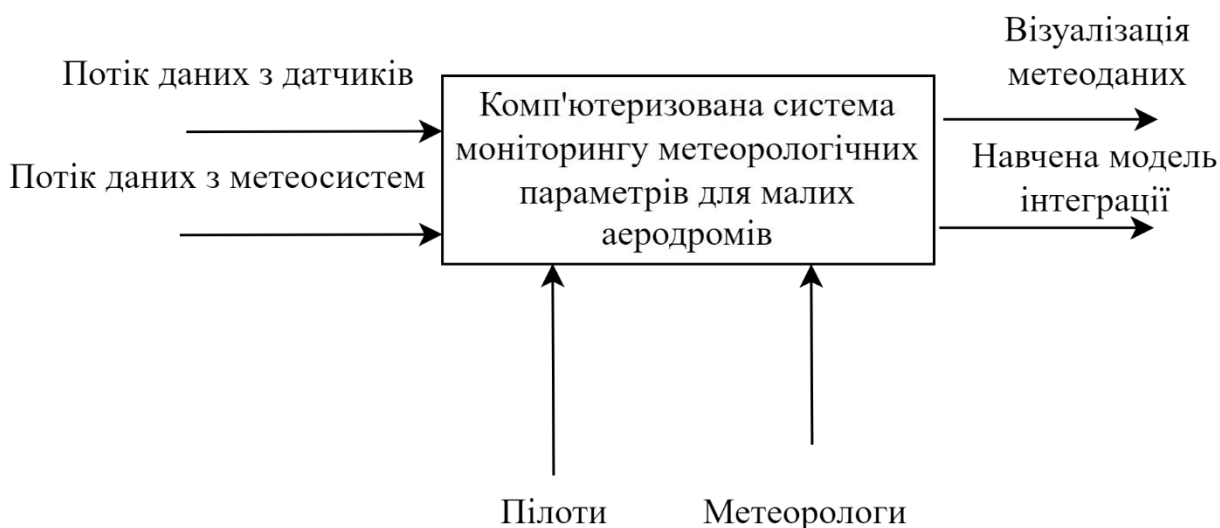 Потік даних з датчиків
Потік даних з метеосистем
Комп'ютеризована система
моніторингу метеорологічних
параметрів для малих
аеродромів
Візуалізація
метеоданих
Навчена модель
інтеграції
Пілоти
Метеорологи